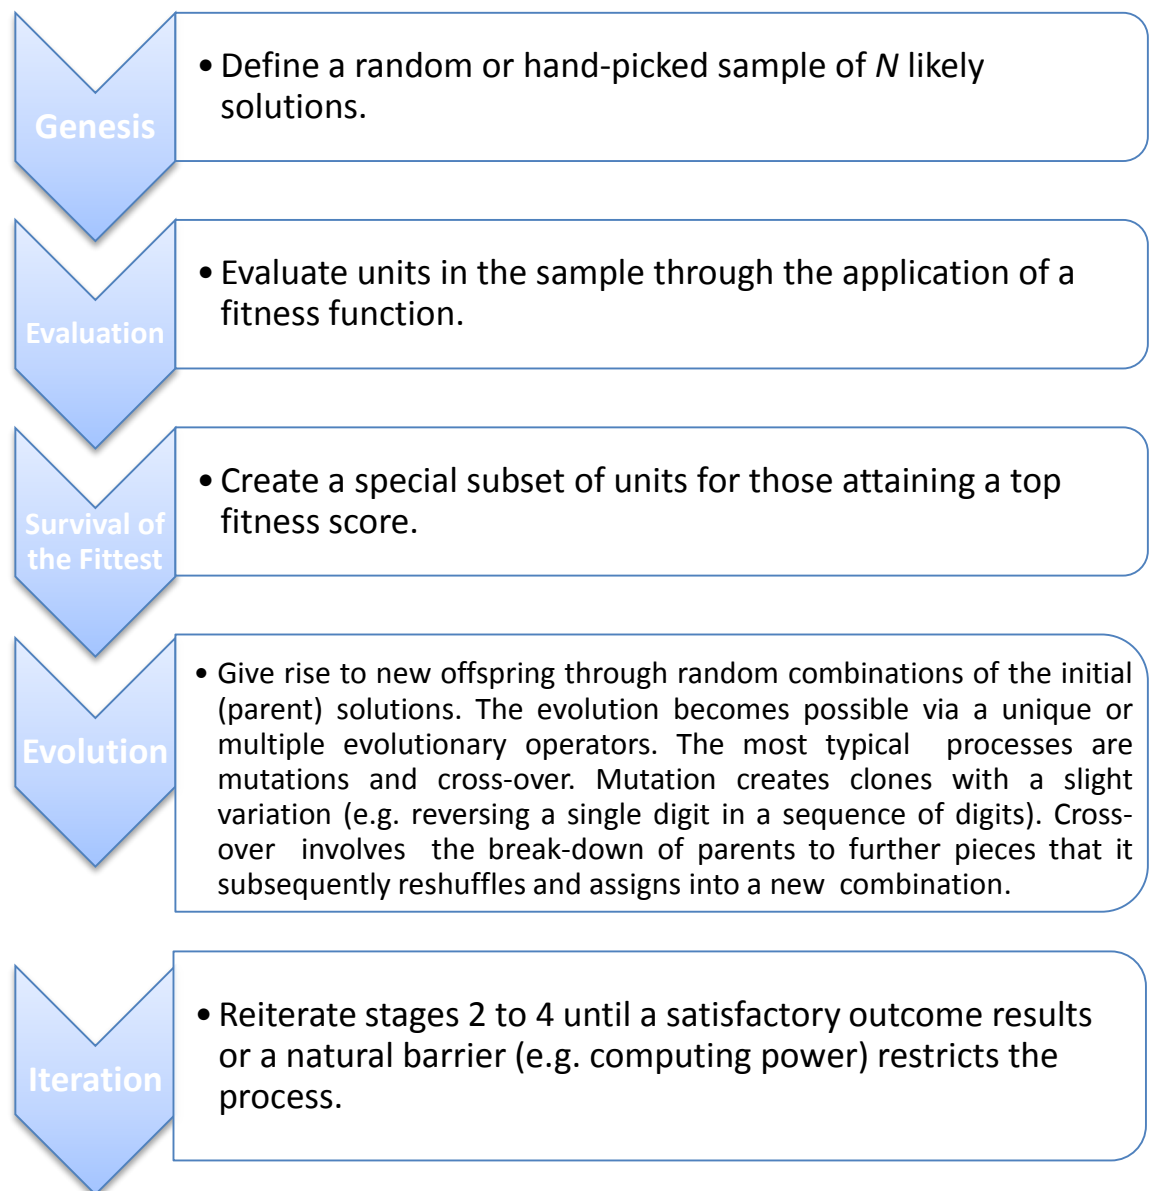 Genesis
• Define a random or hand-picked sample of N likely
solutions.
Evaluation
• Evaluate units in the sample through the application of a
fitness function.
Survival of
the Fittest
• Create a special subset of units for those attaining a top
fitness score.
Evolution
• Give rise to new offspring through random combinations of the initial
(parent) solutions. The evolution becomes possible via a unique or
multiple evolutionary operators. The most typical processes are
mutations and cross-over. Mutation creates clones with a slight
variation (e.g. reversing a single digit in a sequence of digits). Cross-
over involves the break-down of parents to further pieces that it
subsequently reshuffles and assigns into a new combination.
Iteration
• Reiterate stages 2 to 4 until a satisfactory outcome results
or a natural barrier (e.g. computing power) restricts the
process.